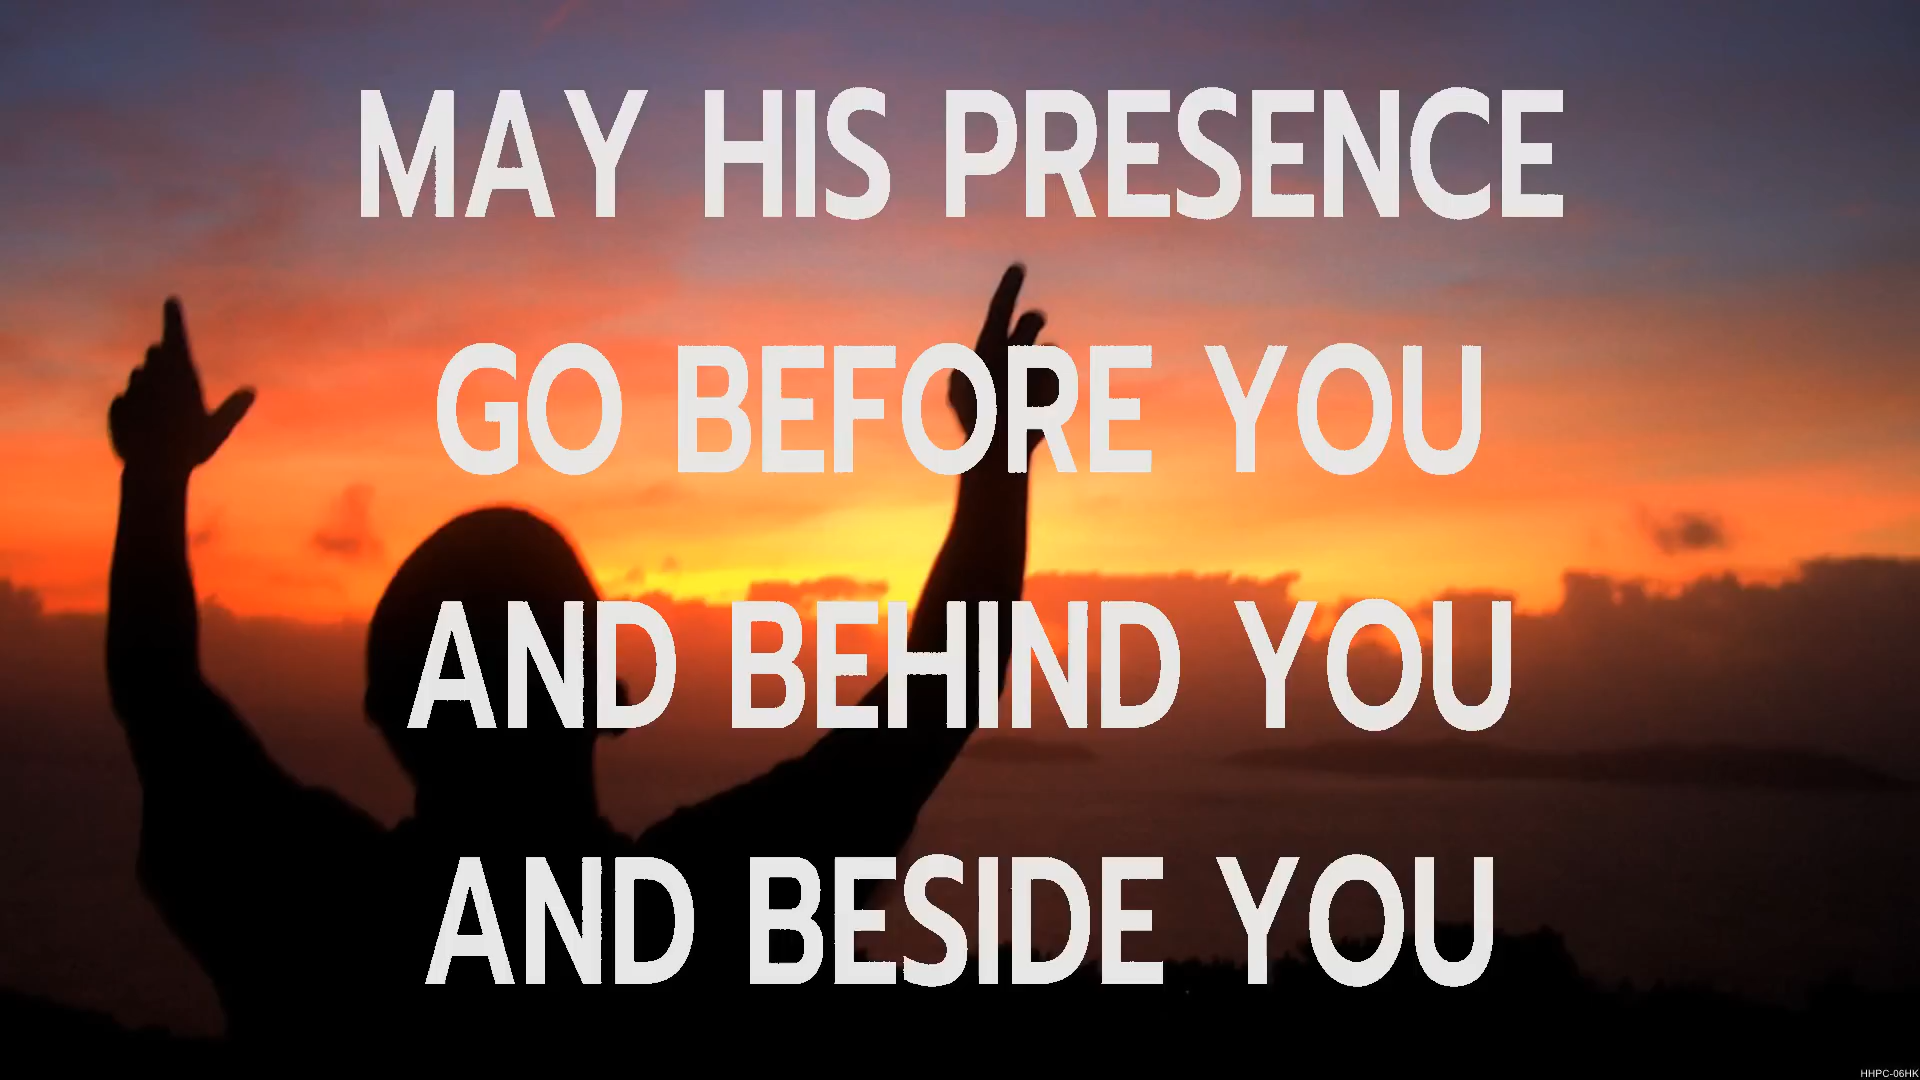 MAY HIS PRESENCE
GO BEFORE YOU
AND BEHIND YOU
AND BESIDE YOU
HHPC-06HK